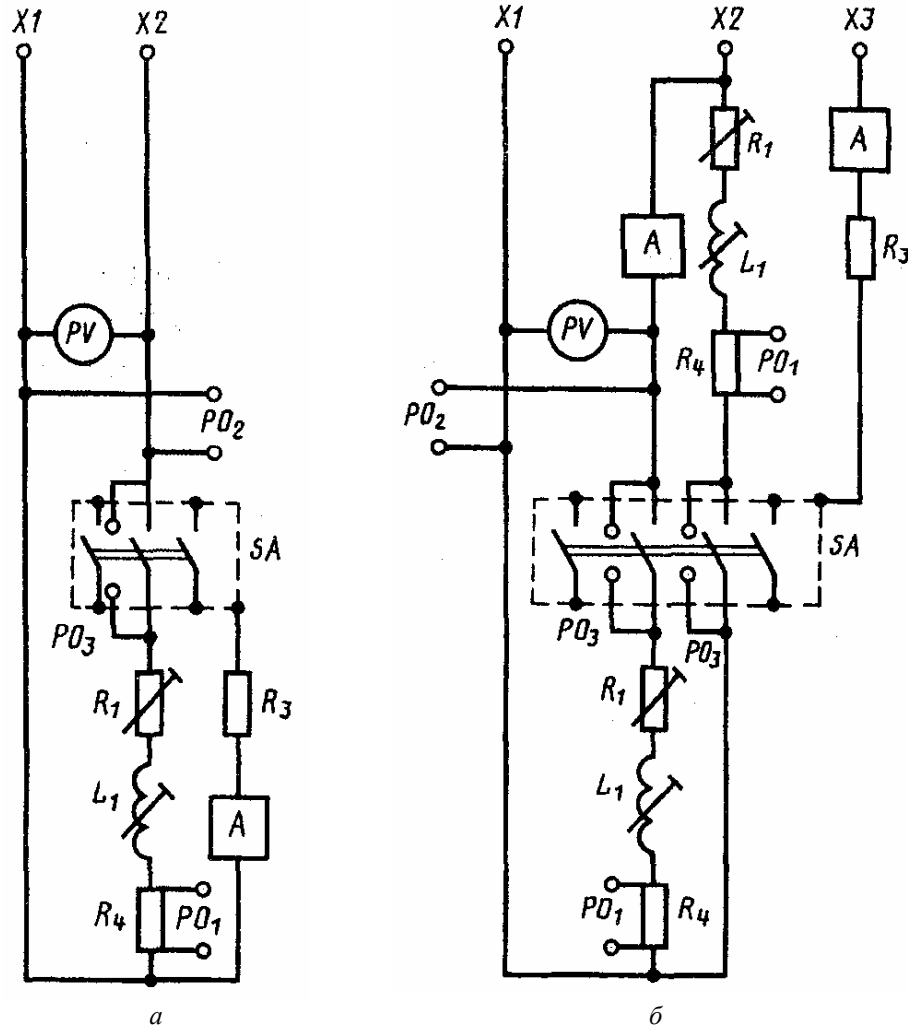 X1 X2
PV
PO2
SA
PO3
R1 R3
L1
A
R4 PO1
а
X1 X2 X3
R1 A
A L1 R3
PV
R4 PO1
PO2
SA
PO3 PO3
R1
L1
PO1 R4
б